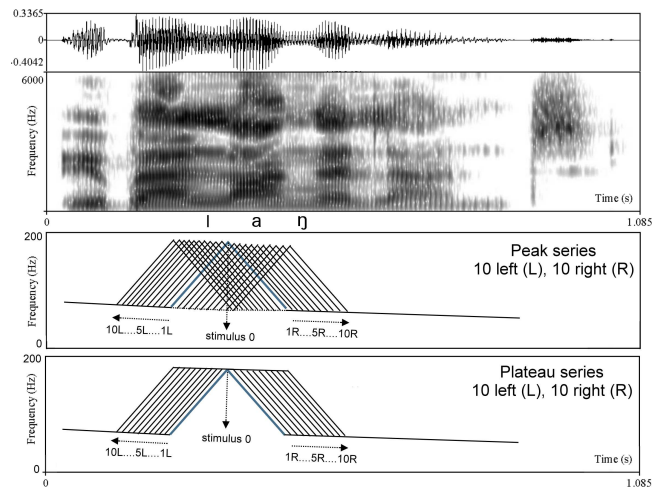 0.3365
0
-0.4042
6000
Frequency (Hz)
Time (s)
0
1.085
l a ŋ
200
Frequency (Hz)
0
Peak series
10 left (L), 10 right (R)
10L....5L....1L
stimulus 0
1R....5R....10R
200
Frequency (Hz)
0
Plateau series
10 left (L), 10 right (R)
10L....5L....1L
stimulus 0
1R....5R....10R
Time (s)
0
1.085